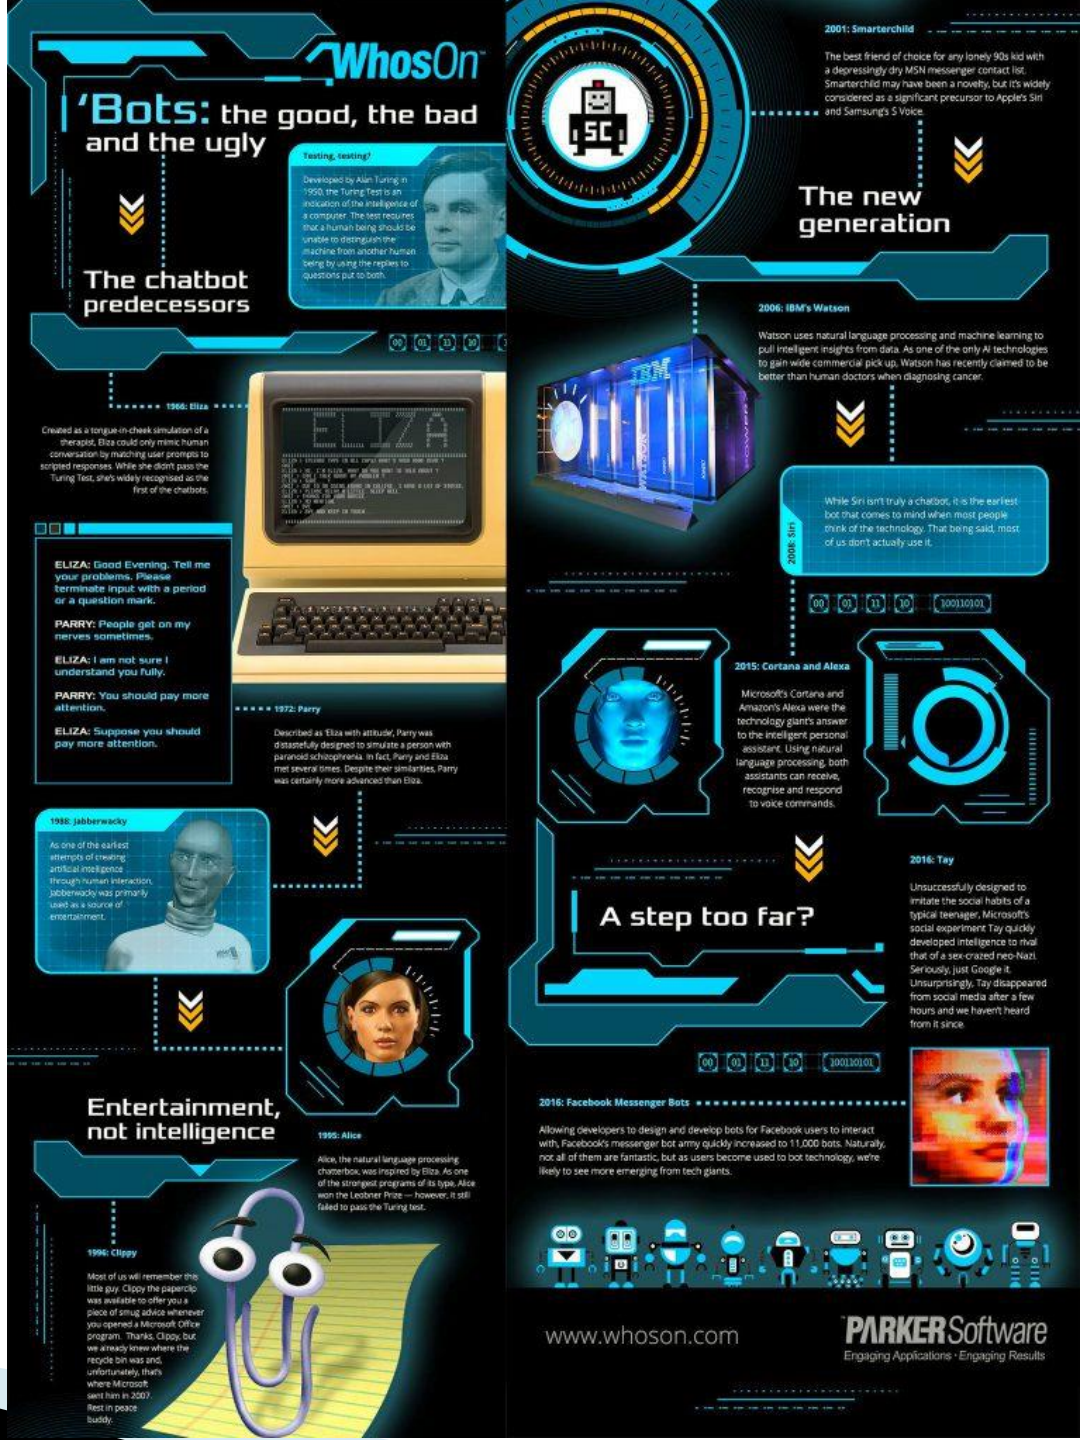 WhosOn™
'Bots: the good, the bad
and the ugly
Testing, testing?
Developed by Alan Turing in
1950, the Turing Test is an
indication of the intelligence of
a computer. The test requires
that a human being should be
unable to distinguish the
machine from another human
being by using the replies to
questions put to both.
The chatbot
predecessors
00 01 11 10
1966: Eliza
Created as a tongue-in-cheek simulation of a
therapist, Eliza could only mimic human
conversation by matching user prompts to
scripted responses. While she didn't pass the
Turing Test, she's widely recognised as the
first of the chatbots.
ELIZA
ELIZA: Good Evening. Tell me
your problems. Please
terminate input with a period
or a question mark.
PARRY: People get on my
nerves sometimes.
ELIZA: I am not sure I
understand you fully.
PARRY: You should pay more
attention.
ELIZA: Suppose you should
pay more attention.
1972: Parry
Described as 'Eliza with attitude', Parry was
distastefully designed to simulate a person with
paranoid schizophrenia. In fact, Parry and Eliza
met several times. Despite their similarities, Parry
was certainly more advanced than Eliza.
1988: Jabberwacky
As one of the earliest
attempts of creating
artificial intelligence
through human interaction,
Jabberwacky was primarily
used as a source of
entertainment.
Entertainment,
not intelligence
1995: Alice
Alice, the natural language processing
chatterbox, was inspired by Eliza. As one
of the strongest programs of its type, Alice
won the Leobner Prize — however, it still
failed to pass the Turing test.
1996: Clippy
Most of us will remember this
little guy. Clippy the paperclip
was available to offer you a
piece of smug advice whenever
you opened a Microsoft Office
program. Thanks, Clippy, but
we already knew where the
recycle bin was and,
unfortunately, that's
where Microsoft
sent him in 2007.
Rest in peace
buddy.
SC
2001: Smarterchild
The best friend of choice for any lonely 90s kid with
a depressingly dry MSN messenger contact list.
Smarterchild may have been a novelty, but it's widely
considered as a significant precursor to Apple's Siri
and Samsung's S Voice.
The new
generation
2006: IBM's Watson
Watson uses natural language processing and machine learning to
pull intelligent insights from data. As one of the only AI technologies
to gain wide commercial pick up, Watson has recently claimed to be
better than human doctors when diagnosing cancer.
IBM
WATSON
POWER
2008: Siri
While Siri isn't truly a chatbot, it is the earliest
bot that comes to mind when most people
think of the technology. That being said, most
of us don't actually use it.
00 01 11 10 100110101
2015: Cortana and Alexa
Microsoft's Cortana and
Amazon's Alexa were the
technology giant's answer
to the intelligent personal
assistant. Using natural
language processing, both
assistants can receive,
recognise and respond
to voice commands.
A step too far?
2016: Tay
Unsuccessfully designed to
imitate the social habits of a
typical teenager, Microsoft's
social experiment Tay quickly
developed intelligence to rival
that of a sex-crazed neo-Nazi.
Seriously, just Google it.
Unsurprisingly, Tay disappeared
from social media after a few
hours and we haven't heard
from it since.
00 01 11 10 100110101
2016: Facebook Messenger Bots
Allowing developers to design and develop bots for Facebook users to interact
with, Facebook's messenger bot army quickly increased to 11,000 bots. Naturally,
not all of them are fantastic, but as users become used to bot technology, we're
likely to see more emerging from tech giants.
www.whoson.com
PARKER Software
Engaging Applications · Engaging Results